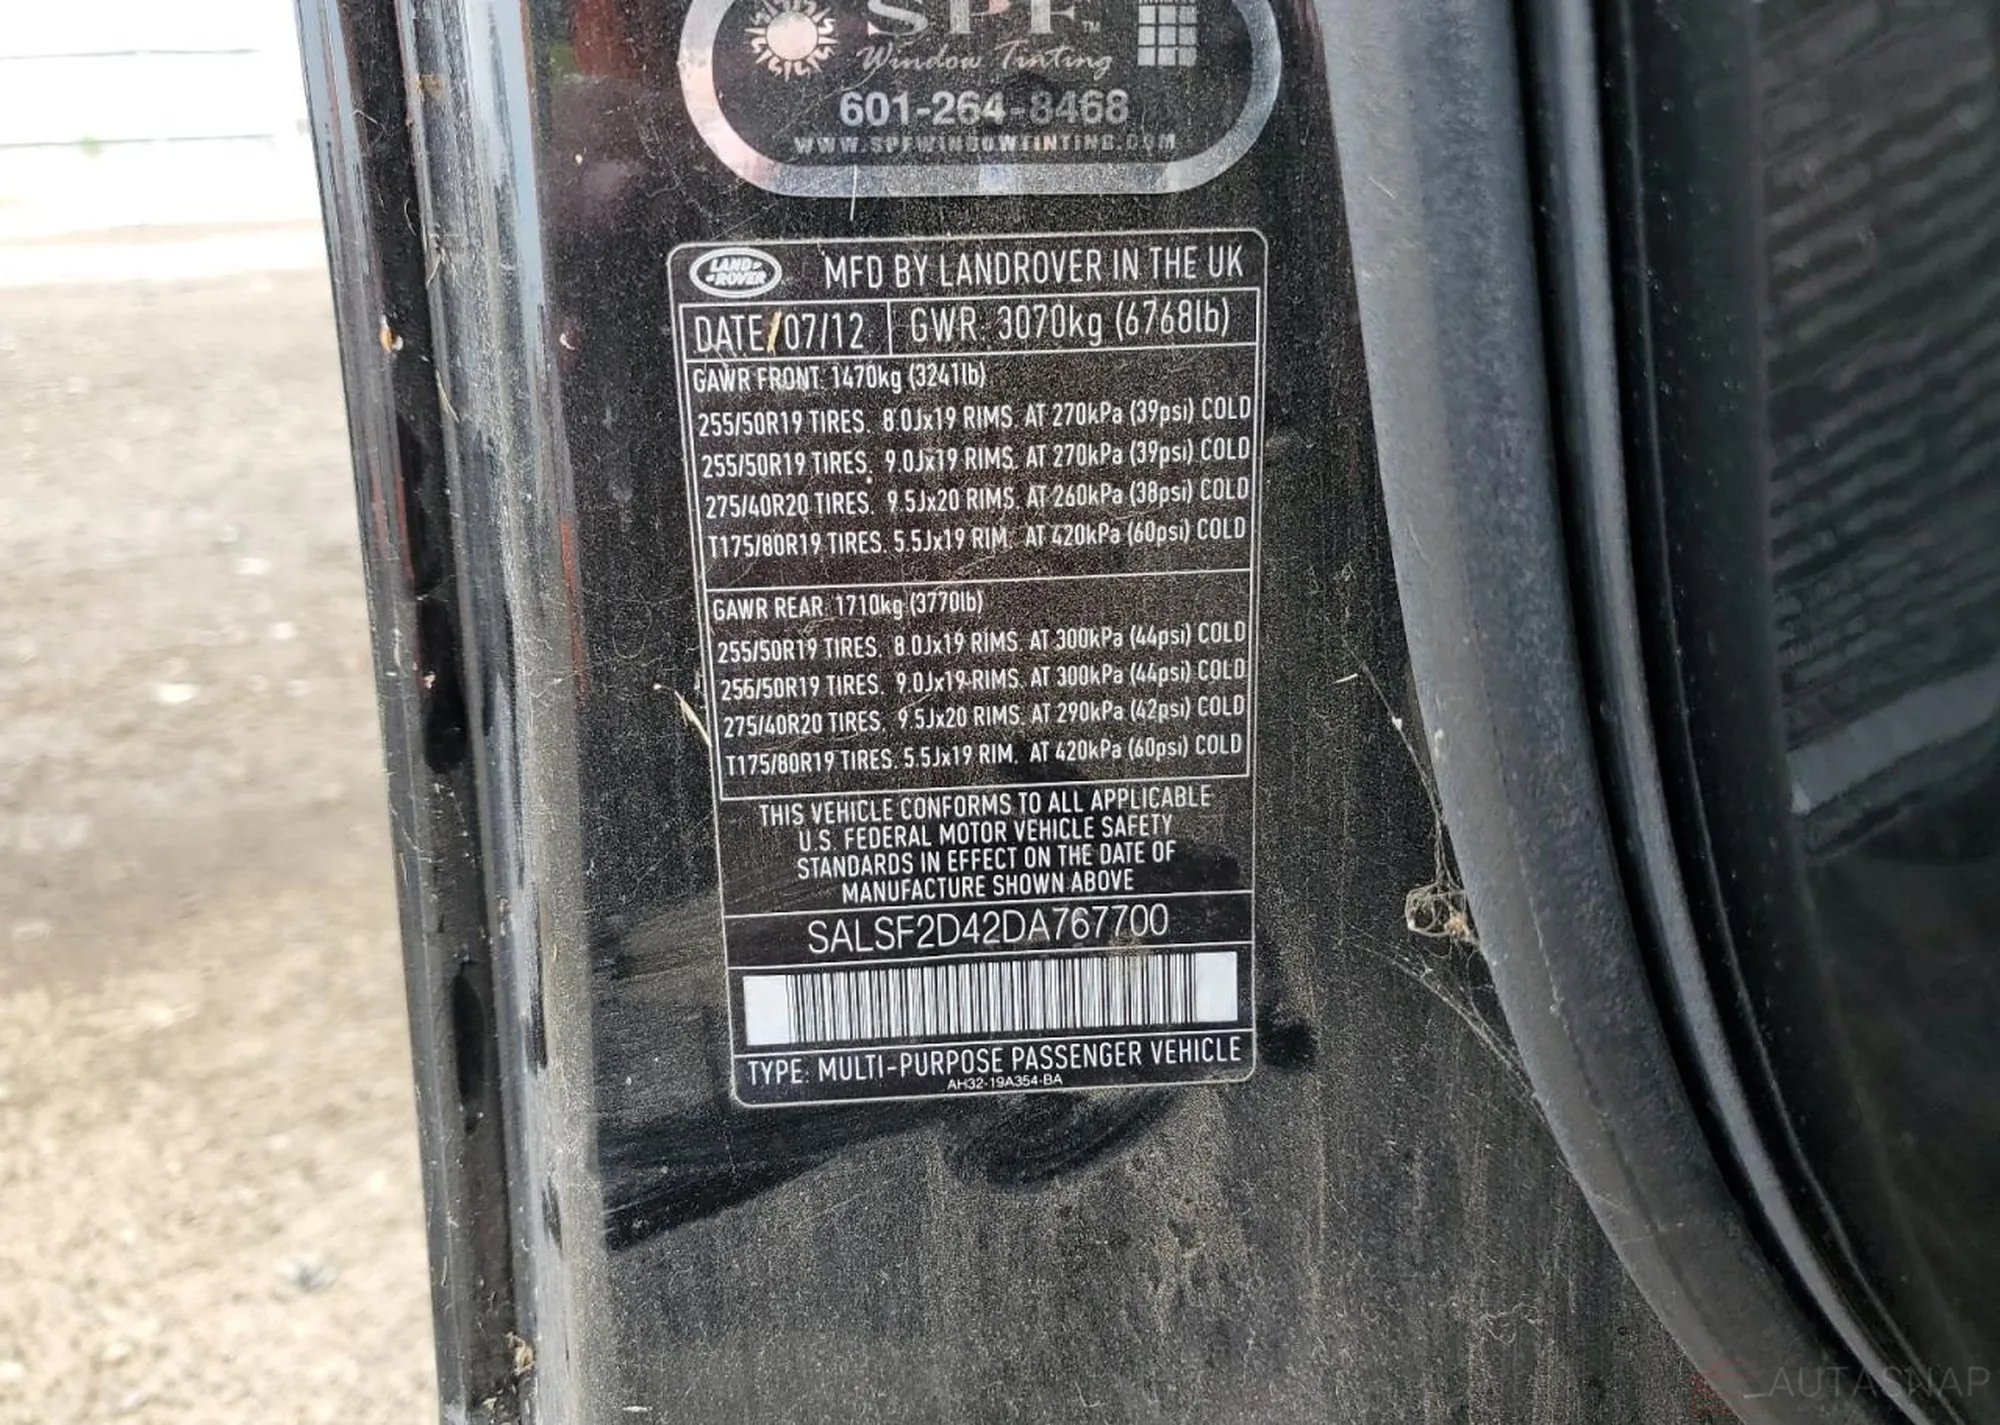 SPF™
Window Tinting
601-264-8468
WWW.SPFWINDOWTINTING.COM
LAND ROVER
MFD BY LANDROVER IN THE UK
DATE 07/12 GWR: 3070kg (6768lb)
GAWR FRONT: 1470kg (3241lb)
255/50R19 TIRES. 8.0Jx19 RIMS. AT 270kPa (39psi) COLD
255/50R19 TIRES. 9.0Jx19 RIMS. AT 270kPa (39psi) COLD
275/40R20 TIRES. 9.5Jx20 RIMS. AT 260kPa (38psi) COLD
T175/80R19 TIRES. 5.5Jx19 RIM. AT 420kPa (60psi) COLD
GAWR REAR: 1710kg (3770lb)
255/50R19 TIRES. 8.0Jx19 RIMS. AT 300kPa (44psi) COLD
256/50R19 TIRES. 9.0Jx19 RIMS. AT 300kPa (44psi) COLD
275/40R20 TIRES. 9.5Jx20 RIMS. AT 290kPa (42psi) COLD
T175/80R19 TIRES. 5.5Jx19 RIM. AT 420kPa (60psi) COLD
THIS VEHICLE CONFORMS TO ALL APPLICABLE
U.S. FEDERAL MOTOR VEHICLE SAFETY
STANDARDS IN EFFECT ON THE DATE OF
MANUFACTURE SHOWN ABOVE
SALSF2D42DA767700
TYPE: MULTI-PURPOSE PASSENGER VEHICLE
AH32-19A354-BA
AUTASNAP